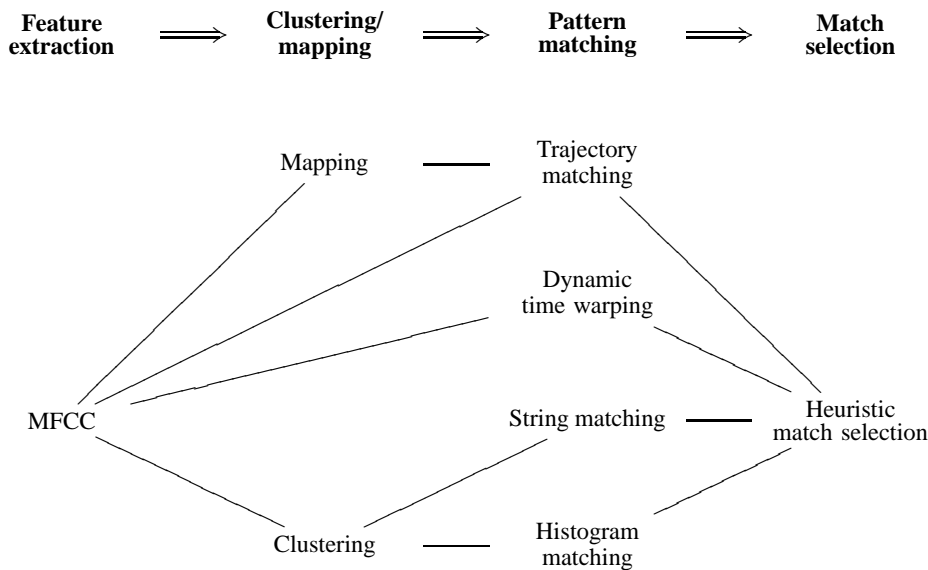 Feature
extraction
Clustering/
mapping
Pattern
matching
Match
selection
Mapping
Trajectory
matching
Dynamic
time warping
MFCC
String matching
Heuristic
match selection
Clustering
Histogram
matching